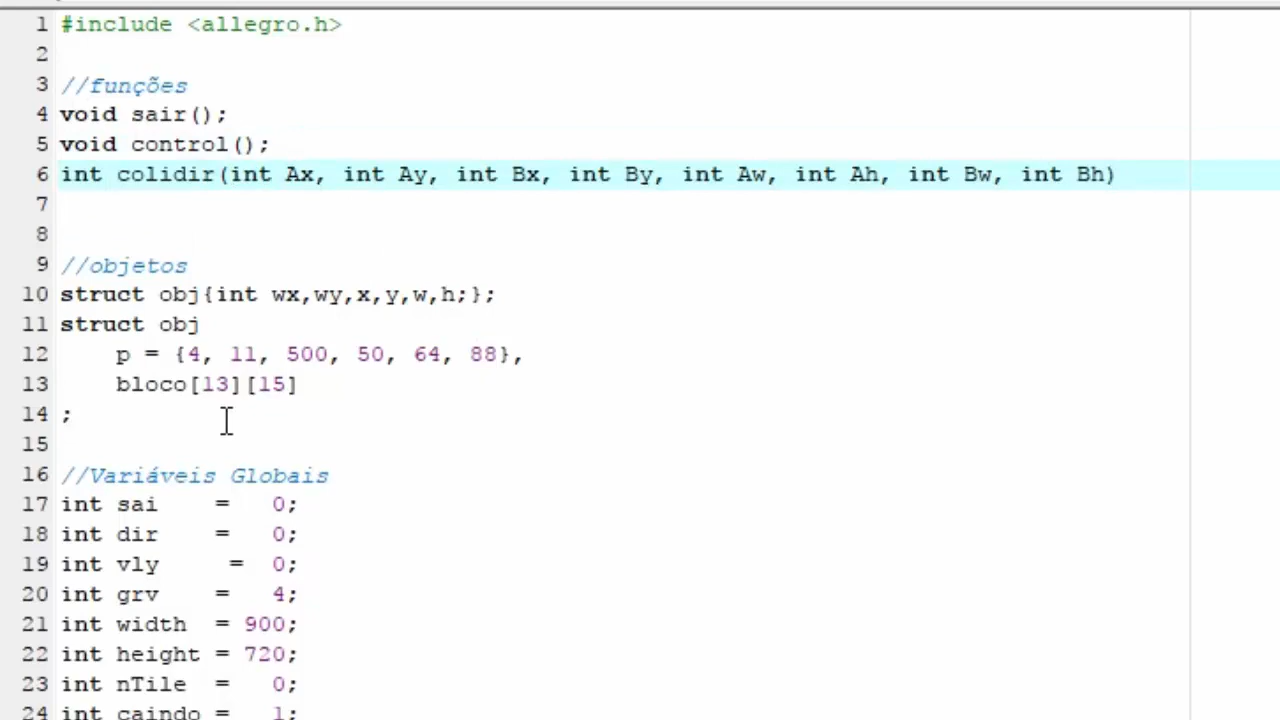 1 #include <allegro.h>
2
3 //funções
4 void sair();
5 void control();
6 int colidir(int Ax, int Ay, int Bx, int By, int Aw, int Ah, int Bw, int Bh)
7
8
9 //objetos
10 struct obj{int wx,wy,x,y,w,h;};
11 struct obj
12     p = {4, 11, 500, 50, 64, 88},
13     bloco[13][15]
14 ;
15
16 //Variáveis Globais
17 int sai    =   0;
18 int dir    =   0;
19 int vly     =  0;
20 int grv    =   4;
21 int width  = 900;
22 int height = 720;
23 int nTile  =   0;
24 int caindo =   1;